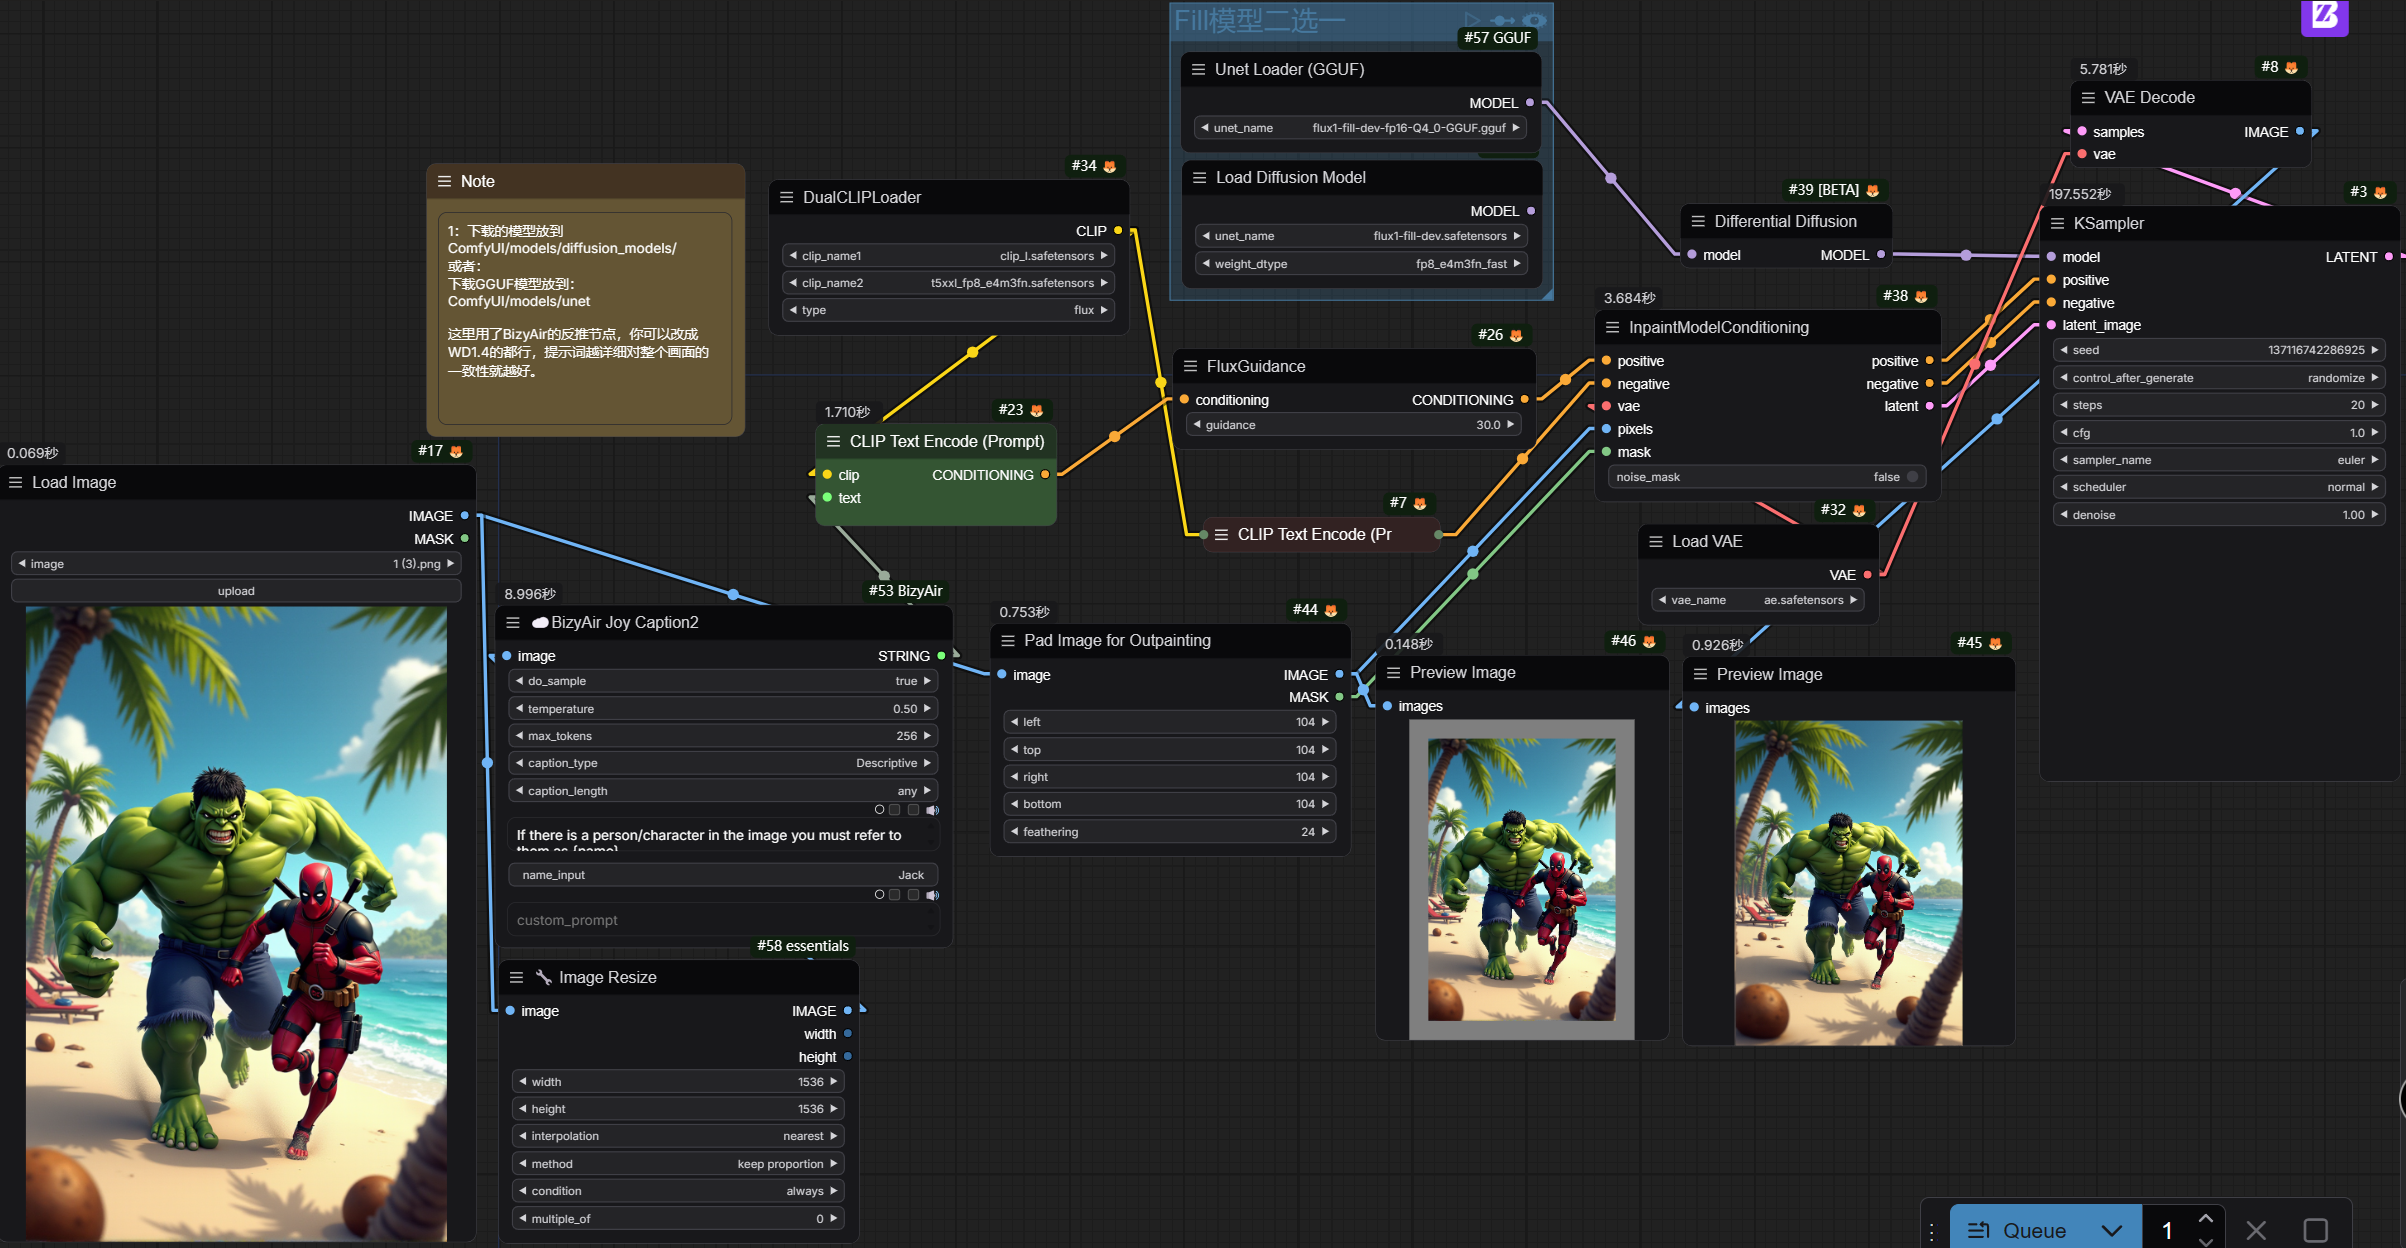 Fill模型二选一
#57 GGUF
Unet Loader (GGUF)
MODEL
unet_name flux1-fill-dev-fp16-Q4_0-GGUF.gguf
Load Diffusion Model
MODEL
unet_name flux1-fill-dev.safetensors
weight_dtype fp8_e4m3fn_fast
5.781秒 #8
VAE Decode
samples IMAGE
vae
#39 [BETA]
Differential Diffusion
model MODEL
197.552秒 #3
KSampler
model LATENT
positive
negative
latent_image
seed 137116742286925
control_after_generate randomize
steps 20
cfg 1.0
sampler_name euler
scheduler normal
denoise 1.00
Note
1：下载的模型放到
ComfyUI/models/diffusion_models/
或者：
下载GGUF模型放到：
ComfyUI/models/unet
这里用了BizyAir的反推节点，你可以改成
WD1.4的都行，提示词越详细对整个画面的
一致性就越好。
#34
DualCLIPLoader
CLIP
clip_name1 clip_l.safetensors
clip_name2 t5xxl_fp8_e4m3fn.safetensors
type flux
#26
FluxGuidance
conditioning CONDITIONING
guidance 30.0
3.684秒 #38
InpaintModelConditioning
positive positive
negative negative
vae latent
pixels
mask
noise_mask false
1.710秒 #23
CLIP Text Encode (Prompt)
clip CONDITIONING
text
#7
CLIP Text Encode (Pr
#32
Load VAE
VAE
vae_name ae.safetensors
0.069秒 #17
Load Image
IMAGE
MASK
image 1 (3).png
upload
8.996秒 #53 BizyAir
BizyAir Joy Caption2
image STRING
do_sample true
temperature 0.50
max_tokens 256
caption_type Descriptive
caption_length any
If there is a person/character in the image you must refer to
them as {name}
name_input Jack
custom_prompt
#58 essentials
Image Resize
image IMAGE
width
height
width 1536
height 1536
interpolation nearest
method keep proportion
condition always
multiple_of 0
0.753秒 #44
Pad Image for Outpainting
image IMAGE
MASK
left 104
top 104
right 104
bottom 104
feathering 24
0.148秒 #46
Preview Image
images
0.926秒 #45
Preview Image
images
Queue 1